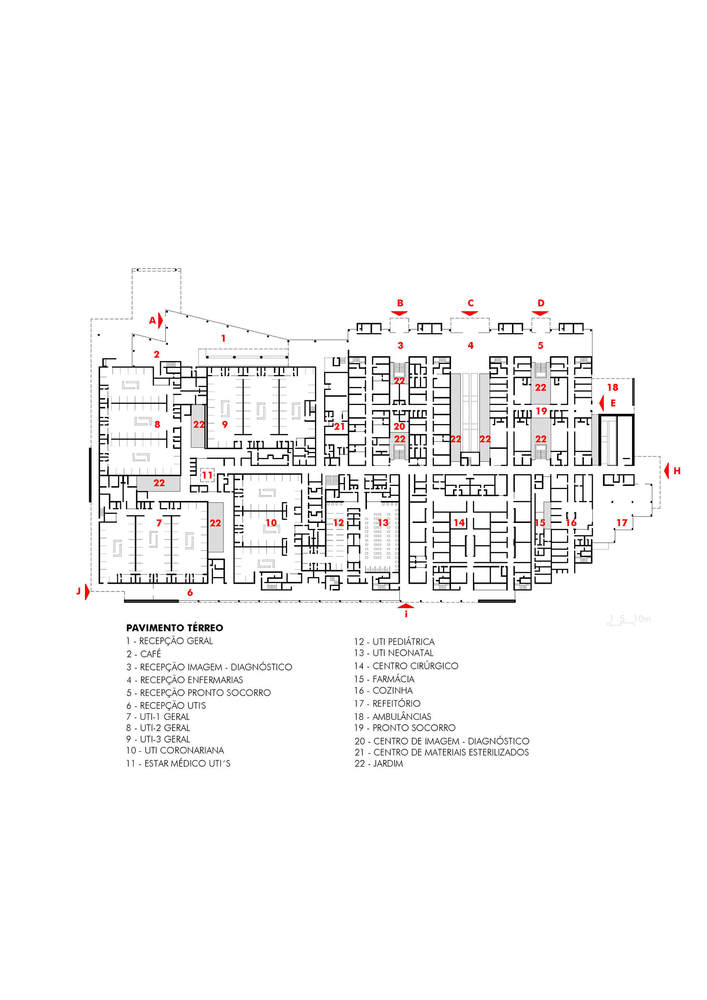 B C D
A
1
3 4 5
2
22
22 18
E
19
8 22 9 21 20
22 22 22 22
11
H
22
7 22 10 12 13 14 15 16 17
J
6
i
5 10m
PAVIMENTO TÉRREO
1 - RECEPÇÃO GERAL
2 - CAFÉ
3 - RECEPÇÃO IMAGEM - DIAGNÓSTICO
4 - RECEPÇÃO ENFERMARIAS
5 - RECEPÇÃO PRONTO SOCORRO
6 - RECEPÇÃO UTIS
7 - UTI-1 GERAL
8 - UTI-2 GERAL
9 - UTI-3 GERAL
10 - UTI CORONARIANA
11 - ESTAR MÉDICO UTI´S
12 - UTI PEDIÁTRICA
13 - UTI NEONATAL
14 - CENTRO CIRÚRGICO
15 - FARMÁCIA
16 - COZINHA
17 - REFEITÓRIO
18 - AMBULÂNCIAS
19 - PRONTO SOCORRO
20 - CENTRO DE IMAGEM - DIAGNÓSTICO
21 - CENTRO DE MATERIAIS ESTERILIZADOS
22 - JARDIM